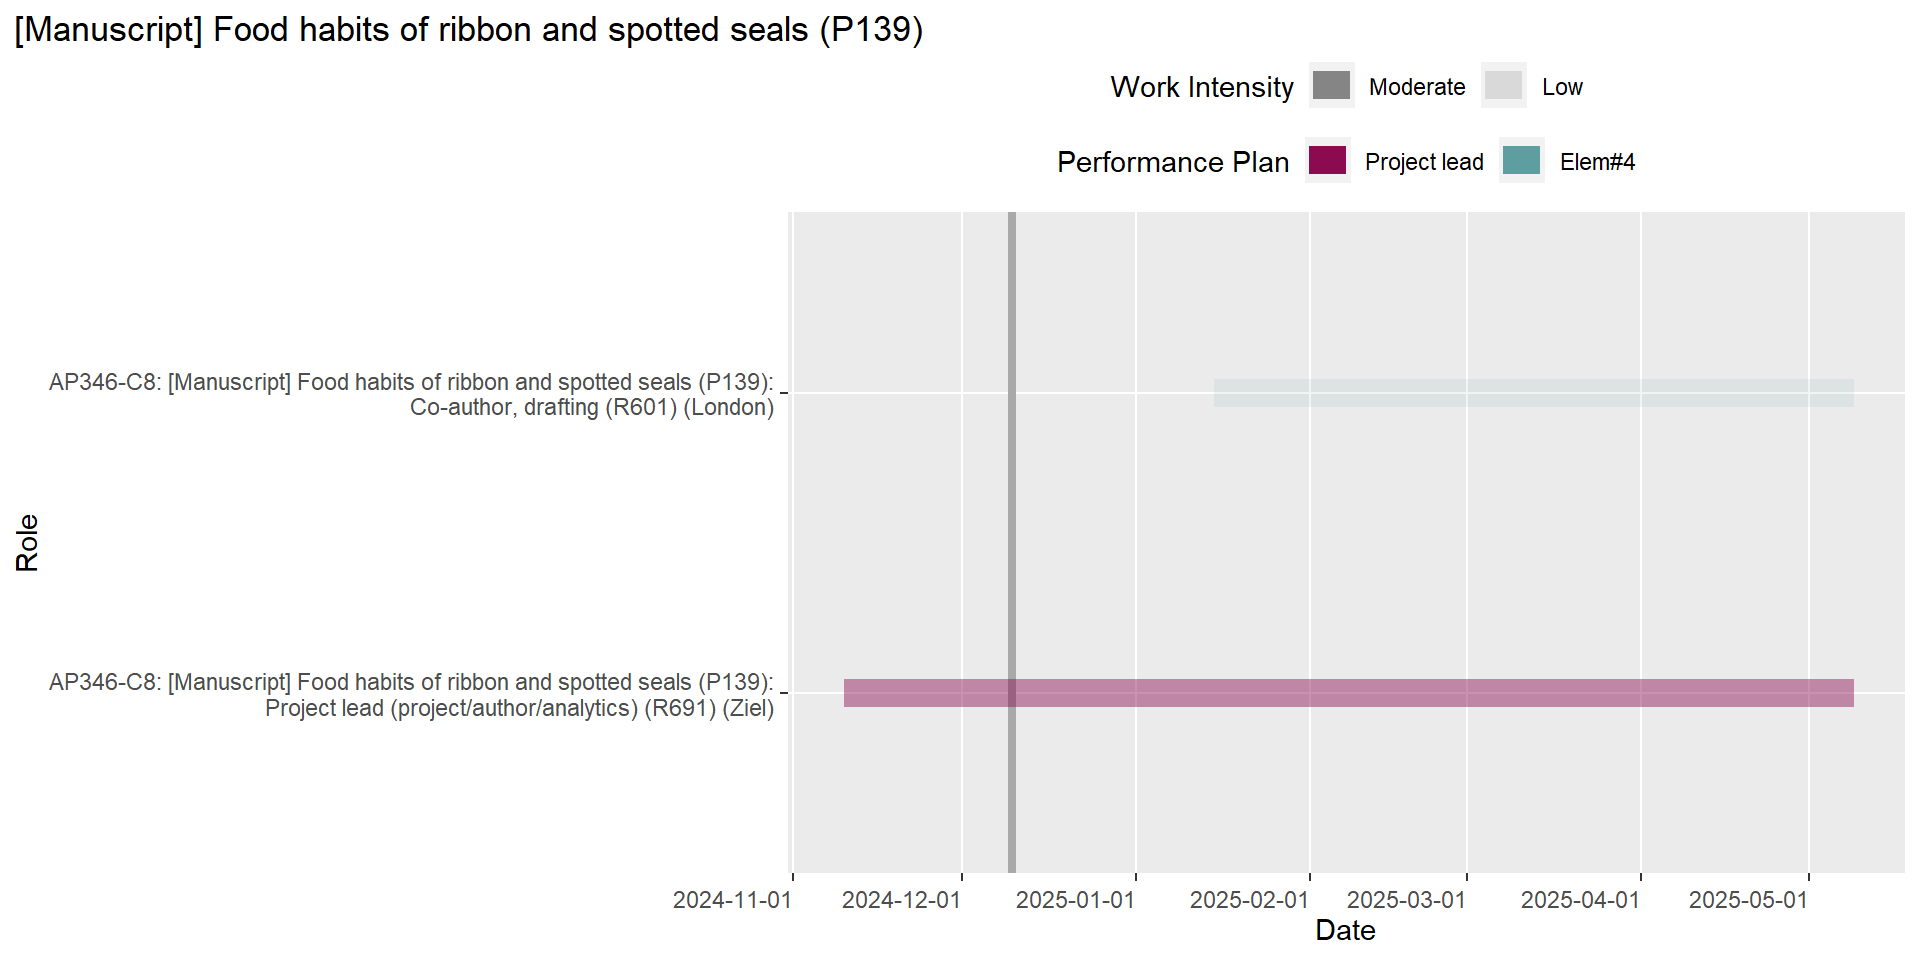 [Manuscript] Food habits of ribbon and spotted seals (P139)
Work Intensity Moderate Low
Performance Plan Project lead Elem#4
AP346-C8: [Manuscript] Food habits of ribbon and spotted seals (P139):
Co-author, drafting (R601) (London)
Role
AP346-C8: [Manuscript] Food habits of ribbon and spotted seals (P139):
Project lead (project/author/analytics) (R691) (Ziel)
2024-11-01 2024-12-01 2025-01-01 2025-02-01 2025-03-01 2025-04-01 2025-05-01
Date